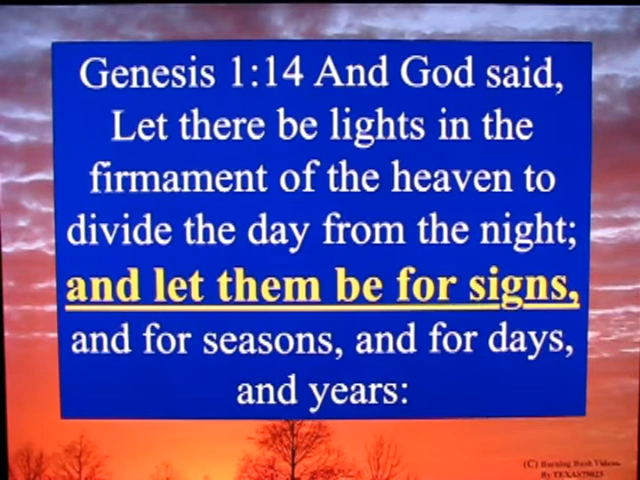 Genesis 1:14 And God said,
Let there be lights in the
firmament of the heaven to
divide the day from the night;
and let them be for signs,
and for seasons, and for days,
and years:
(C) Burning Bush Videos.
By TEXAS75023